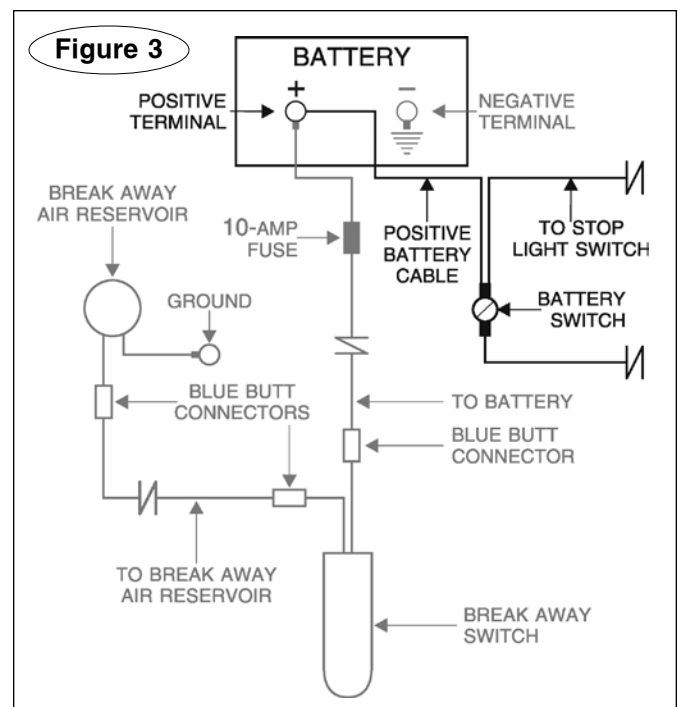 Figure 3
BATTERY
+
−
POSITIVE
TERMINAL
NEGATIVE
TERMINAL
BREAK AWAY
AIR RESERVOIR
10-AMP
FUSE
POSITIVE
BATTERY
CABLE
TO STOP
LIGHT SWITCH
GROUND
BATTERY
SWITCH
BLUE BUTT
CONNECTORS
TO BATTERY
BLUE BUTT
CONNECTOR
TO BREAK AWAY
AIR RESERVOIR
BREAK AWAY
SWITCH